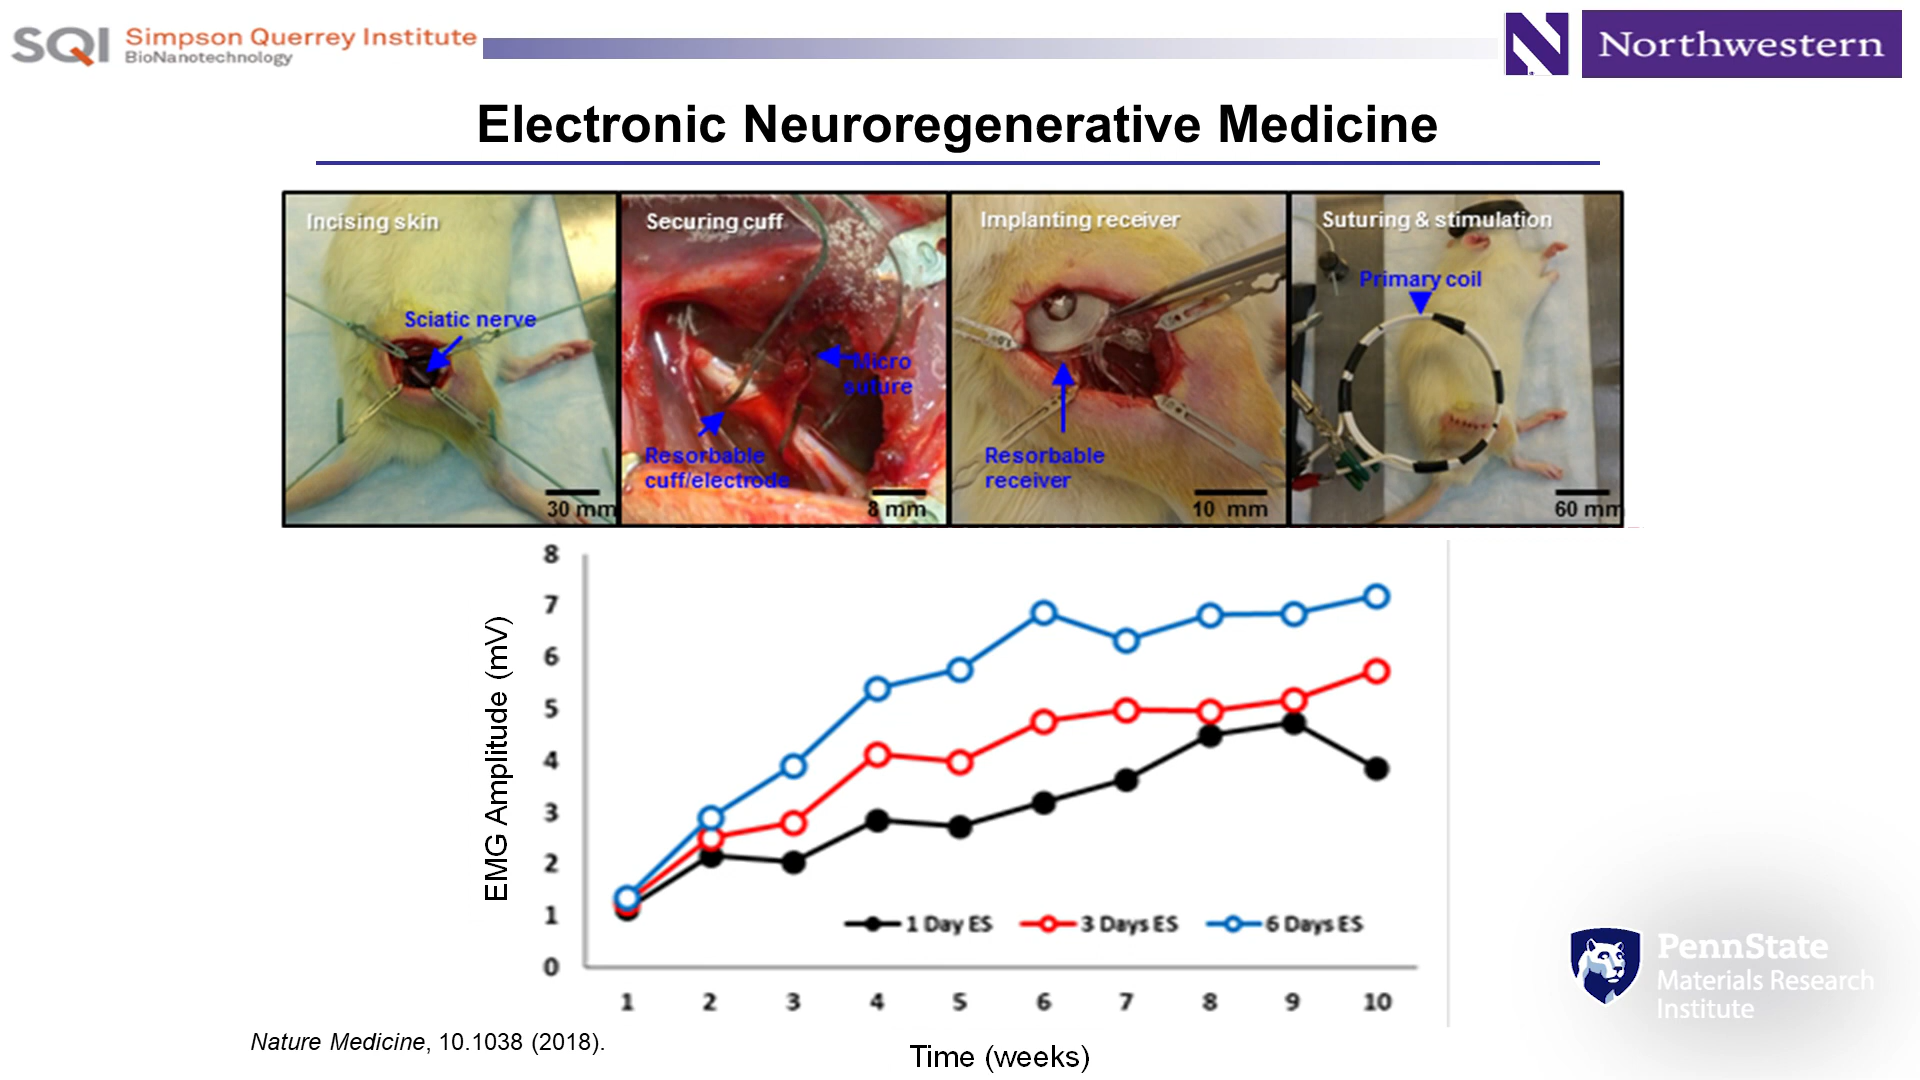 SQI Simpson Querrey Institute
BioNanotechnology
N Northwestern
Electronic Neuroregenerative Medicine
Incising skin
Sciatic nerve
30 mm
Securing cuff
Micro
suture
Resorbable
cuff/electrode
8 mm
Implanting receiver
Resorbable
receiver
10 mm
Suturing & stimulation
Primary coil
60 mm
EMG Amplitude (mV)
8
7
6
5
4
3
2
1
0
1 Day ES 3 Days ES 6 Days ES
1 2 3 4 5 6 7 8 9 10
Time (weeks)
Nature Medicine, 10.1038 (2018).
PennState
Materials Research
Institute